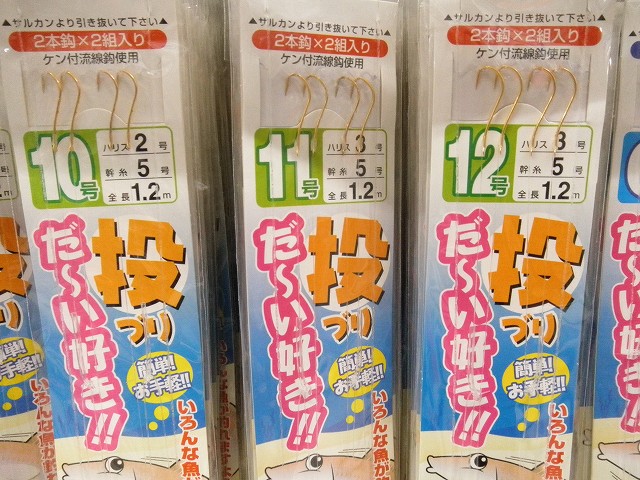 ▲サルカンより引き抜いて下さい▲
2本鈎×2組入り
ケン付流線鈎使用
10号
ハリス 2号
幹糸 5号
全長 1.2m
投づり
だ～い好き!!
簡単!
お手軽!!
いろんな魚が
▲サルカンより引き抜いて下さい▲
2本鈎×2組入り
ケン付流線鈎使用
11号
ハリス 3号
幹糸 5号
全長 1.2m
投づり
だ～い好き!!
簡単!
お手軽!!
いろんな魚が
▲サルカンより引き抜いて下さい▲
2本鈎×2組入り
ケン付流線鈎使用
12号
ハリス 3号
幹糸 5号
全長 1.2m
投づり
だ～い好き!!
簡単!
お手軽!!
いろんな魚